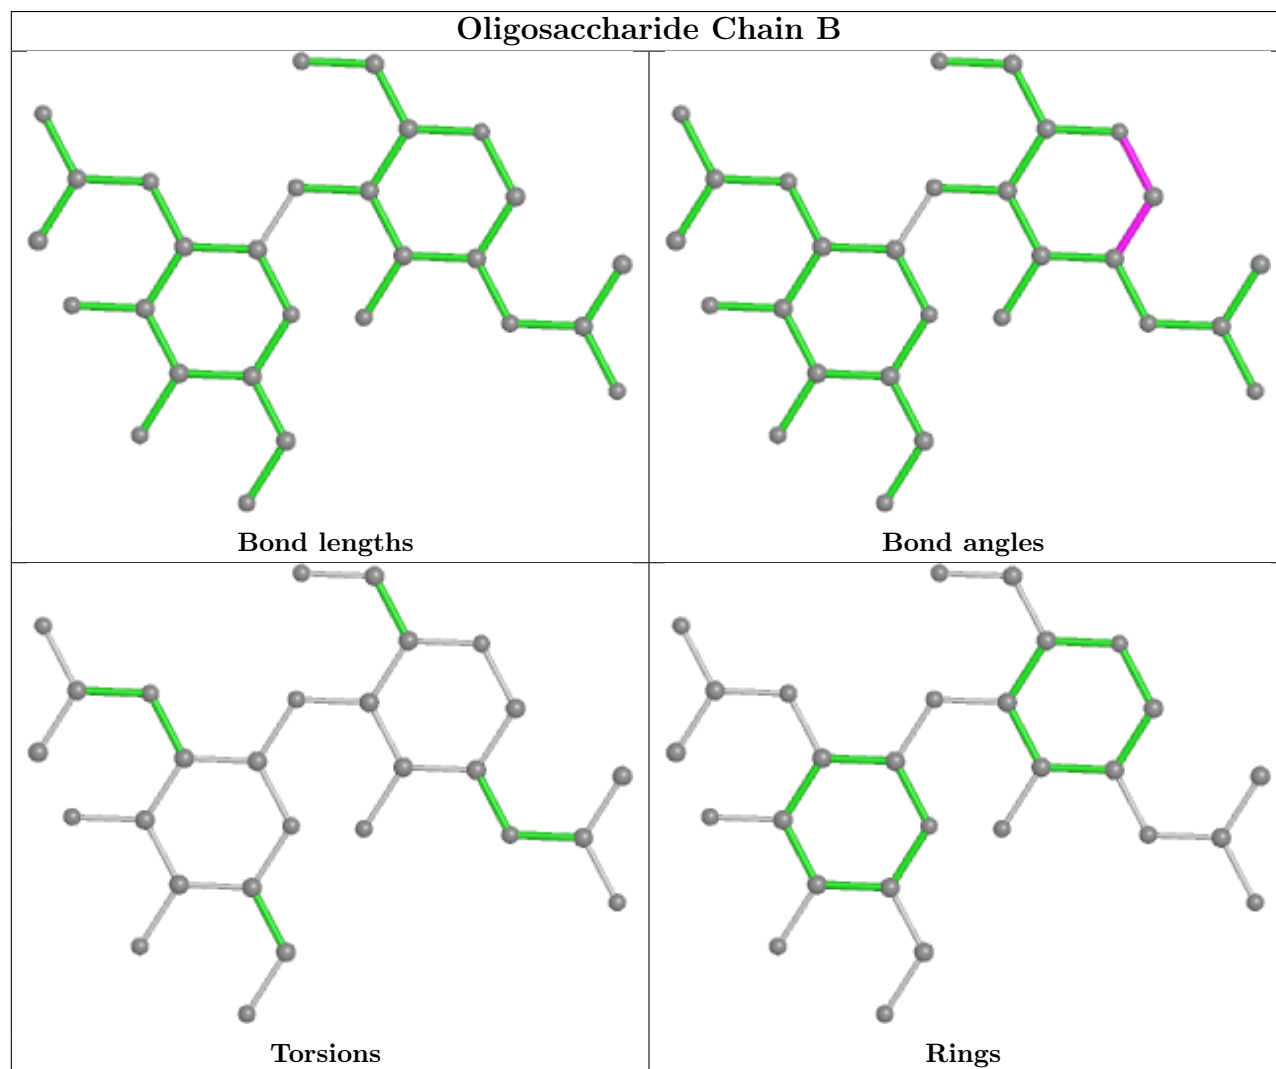 Oligosaccharide Chain B
Bond lengths
Bond angles
Torsions
Rings